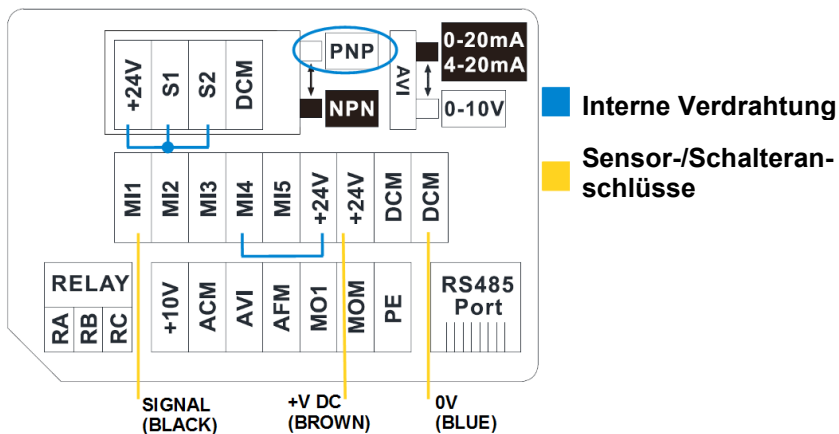 +24V S1 S2 DCM
PNP
NPN
AVI
0-20mA
4-20mA
0-10V
Interne Verdrahtung
Sensor-/Schalteran-
schlüsse
MI1 MI2 MI3 MI4 MI5 +24V +24V DCM DCM
RELAY
RA RB RC
+10V ACM AVI AFM MO1 MOM PE
RS485
Port
SIGNAL
(BLACK)
+V DC
(BROWN)
0V
(BLUE)